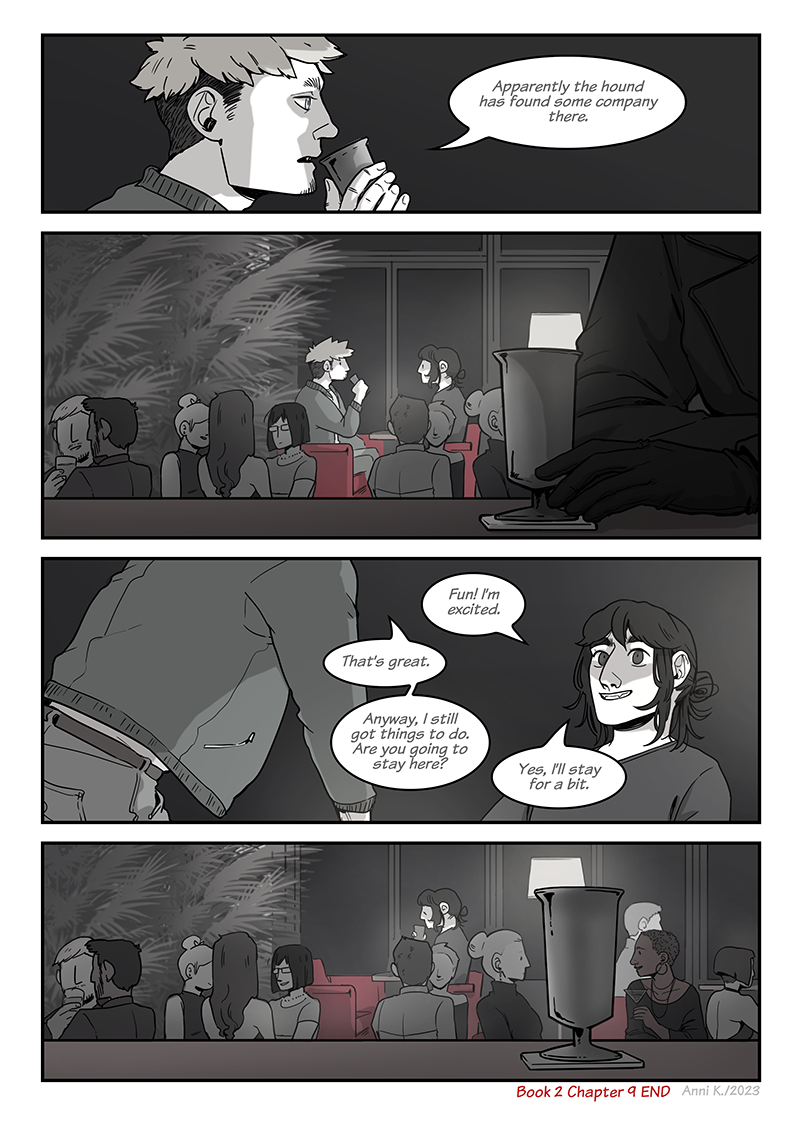 Apparently the hound
has found some company
there.
Fun! I'm
excited.
That's great.
Anyway, I still
got things to do.
Are you going to
stay here?
Yes, I'll stay
for a bit.
Book 2 Chapter 9 END Anni K./2023